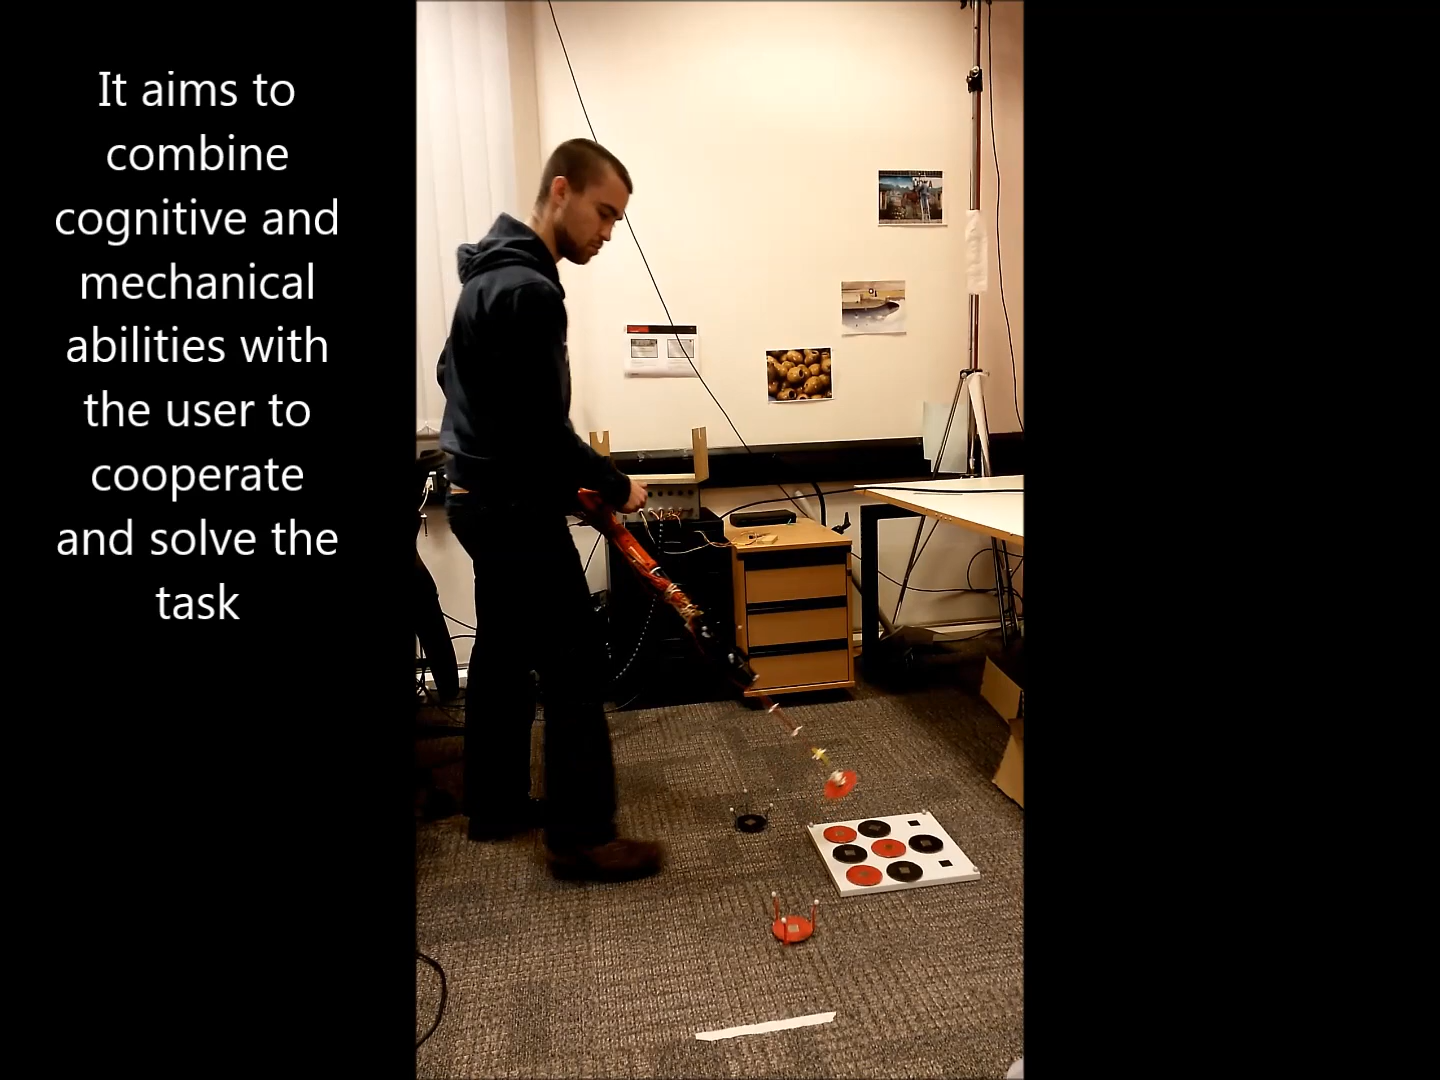 It aims to
combine
cognitive and
mechanical
abilities with
the user to
cooperate
and solve the
task